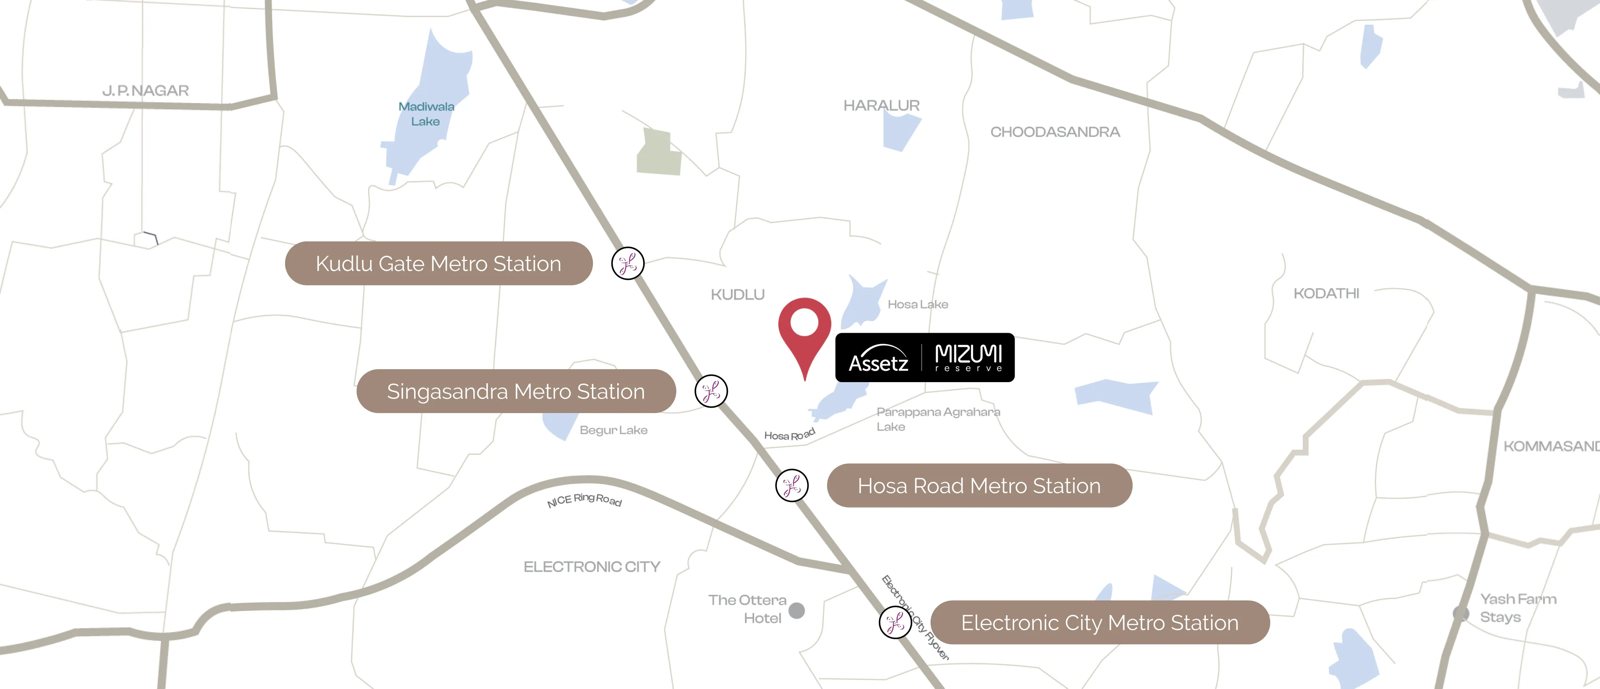 J. P. NAGAR
Madiwala
Lake
HARALUR
CHOODASANDRA
Kudlu Gate Metro Station
KUDLU
Hosa Lake
KODATHI
Assetz
MIZUMI
reserve
Singasandra Metro Station
Begur Lake
Parappana Agrahara
Lake
Hosa Road
KOMMASAND
Hosa Road Metro Station
NICE Ring Road
ELECTRONIC CITY
The Ottera
Hotel
Electronic City Flyover
Electronic City Metro Station
Yash Farm
Stays